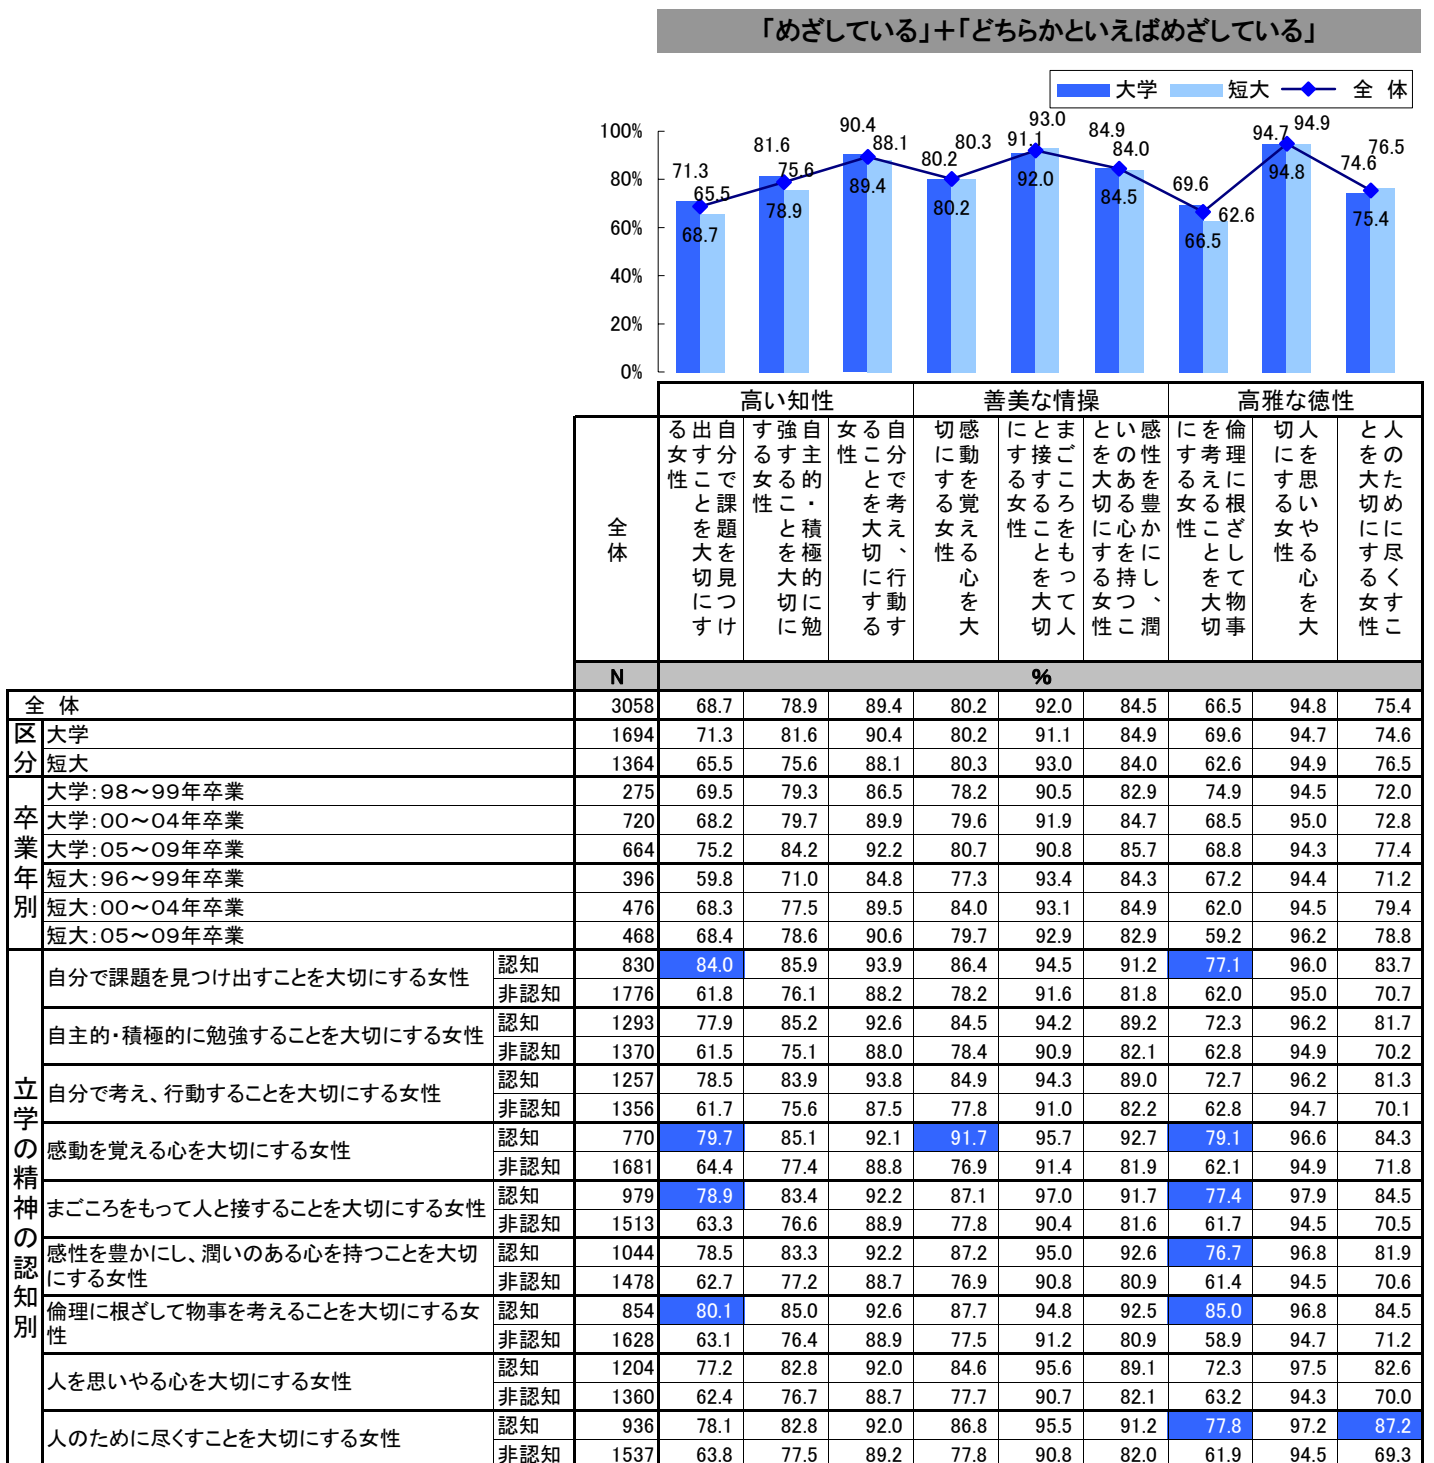 「めざしている」＋「どちらかといえばめざしている」
大学 短大 全 体
100%
80%
60%
40%
20%
0%
71.3 65.5 68.7
81.6 75.6 78.9
90.4 88.1 89.4
80.2 80.3 80.2
91.1 93.0 92.0
84.9 84.0 84.5
69.6 62.6 66.5
94.7 94.9 94.8
74.6 76.5 75.4
高い知性 善美な情操 高雅な徳性
全体
自分で課題を見つけ
出すことを大切にす
る女性
自主的・積極的に勉
強することを大切に
する女性
自分で考え、行動す
ることを大切にする
女性
感動を覚える心を大
切にする女性
まごころをもって人
と接することを大切
にする女性
感性を豊かにし、潤
いのある心を持つこ
とを大切にする女性
倫理に根ざして物事
を考えることを大切
にする女性
人を思いやる心を大
切にする女性
人のために尽くすこ
とを大切にする女性
N %
全 体 3058 68.7 78.9 89.4 80.2 92.0 84.5 66.5 94.8 75.4
区分
大学 1694 71.3 81.6 90.4 80.2 91.1 84.9 69.6 94.7 74.6
短大 1364 65.5 75.6 88.1 80.3 93.0 84.0 62.6 94.9 76.5
卒業年別
大学：98～99年卒業 275 69.5 79.3 86.5 78.2 90.5 82.9 74.9 94.5 72.0
大学：00～04年卒業 720 68.2 79.7 89.9 79.6 91.9 84.7 68.5 95.0 72.8
大学：05～09年卒業 664 75.2 84.2 92.2 80.7 90.8 85.7 68.8 94.3 77.4
短大：96～99年卒業 396 59.8 71.0 84.8 77.3 93.4 84.3 67.2 94.4 71.2
短大：00～04年卒業 476 68.3 77.5 89.5 84.0 93.1 84.9 62.0 94.5 79.4
短大：05～09年卒業 468 68.4 78.6 90.6 79.7 92.9 82.9 59.2 96.2 78.8
立学の精神の認知別
自分で課題を見つけ出すことを大切にする女性
認知 830 84.0 85.9 93.9 86.4 94.5 91.2 77.1 96.0 83.7
非認知 1776 61.8 76.1 88.2 78.2 91.6 81.8 62.0 95.0 70.7
自主的・積極的に勉強することを大切にする女性
認知 1293 77.9 85.2 92.6 84.5 94.2 89.2 72.3 96.2 81.7
非認知 1370 61.5 75.1 88.0 78.4 90.9 82.1 62.8 94.9 70.2
自分で考え、行動することを大切にする女性
認知 1257 78.5 83.9 93.8 84.9 94.3 89.0 72.7 96.2 81.3
非認知 1356 61.7 75.6 87.5 77.8 91.0 82.2 62.8 94.7 70.1
感動を覚える心を大切にする女性
認知 770 79.7 85.1 92.1 91.7 95.7 92.7 79.1 96.6 84.3
非認知 1681 64.4 77.4 88.8 76.9 91.4 81.9 62.1 94.9 71.8
まごころをもって人と接することを大切にする女性
認知 979 78.9 83.4 92.2 87.1 97.0 91.7 77.4 97.9 84.5
非認知 1513 63.3 76.6 88.9 77.8 90.4 81.6 61.7 94.5 70.5
感性を豊かにし、潤いのある心を持つことを大切
にする女性
認知 1044 78.5 83.3 92.2 87.2 95.0 92.6 76.7 96.8 81.9
非認知 1478 62.7 77.2 88.7 76.9 90.8 80.9 61.4 94.5 70.6
倫理に根ざして物事を考えることを大切にする女
性
認知 854 80.1 85.0 92.6 87.7 94.8 92.5 85.0 96.8 84.5
非認知 1628 63.1 76.4 88.9 77.5 91.2 80.9 58.9 94.7 71.2
人を思いやる心を大切にする女性
認知 1204 77.2 82.8 92.0 84.6 95.6 89.1 72.3 97.5 82.6
非認知 1360 62.4 76.7 88.7 77.7 90.7 82.1 63.2 94.3 70.0
人のために尽くすことを大切にする女性
認知 936 78.1 82.8 92.0 86.8 95.5 91.2 77.8 97.2 87.2
非認知 1537 63.8 77.5 89.2 77.8 90.8 82.0 61.9 94.5 69.3